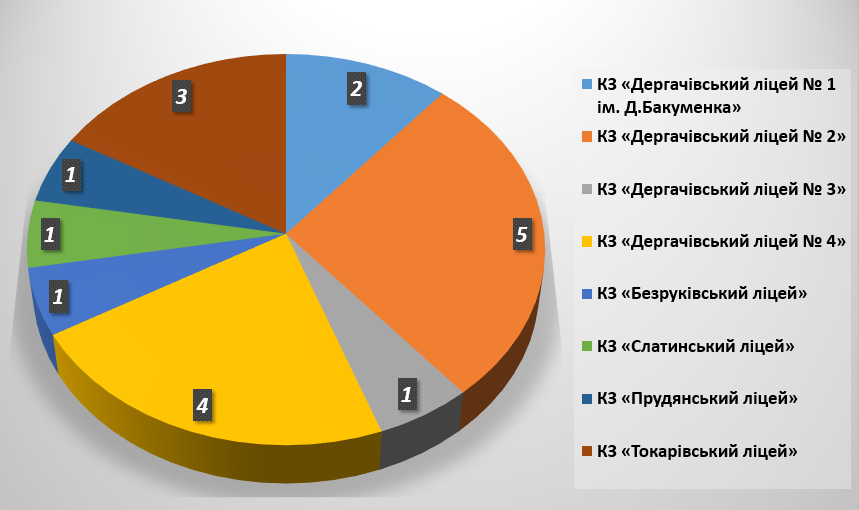 2
5
1
4
1
1
1
3
КЗ «Дергачівський ліцей № 1
ім. Д.Бакуменка»
КЗ «Дергачівський ліцей № 2»
КЗ «Дергачівський ліцей № 3»
КЗ «Дергачівський ліцей № 4»
КЗ «Безруківський ліцей»
КЗ «Слатинський ліцей»
КЗ «Прудянський ліцей»
КЗ «Токарівський ліцей»